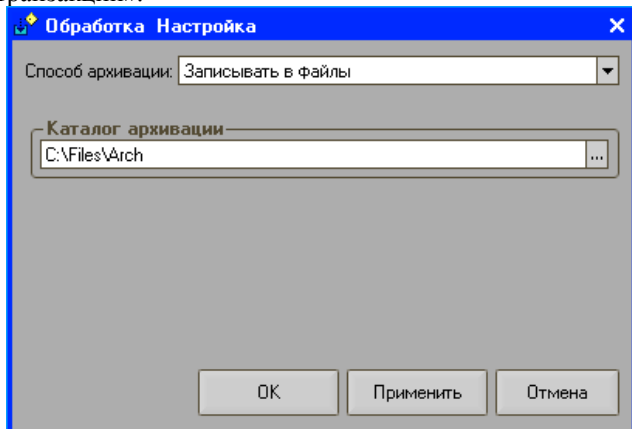 Обработка Настройка
Способ архивации: Записывать в файлы
Каталог архивации
C:\Files\Arch
...
OK Применить Отмена